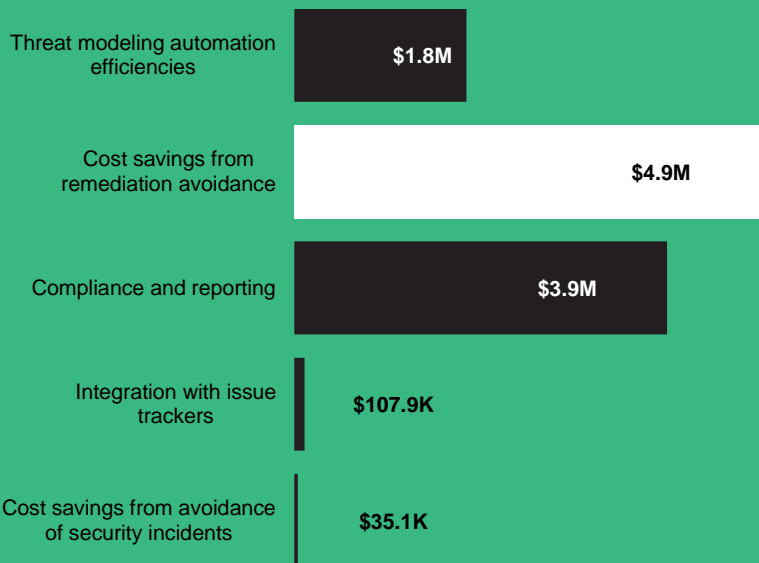 Threat modeling automation
efficiencies
$1.8M
Cost savings from
remediation avoidance
$4.9M
Compliance and reporting
$3.9M
Integration with issue
trackers
$107.9K
Cost savings from avoidance
of security incidents
$35.1K